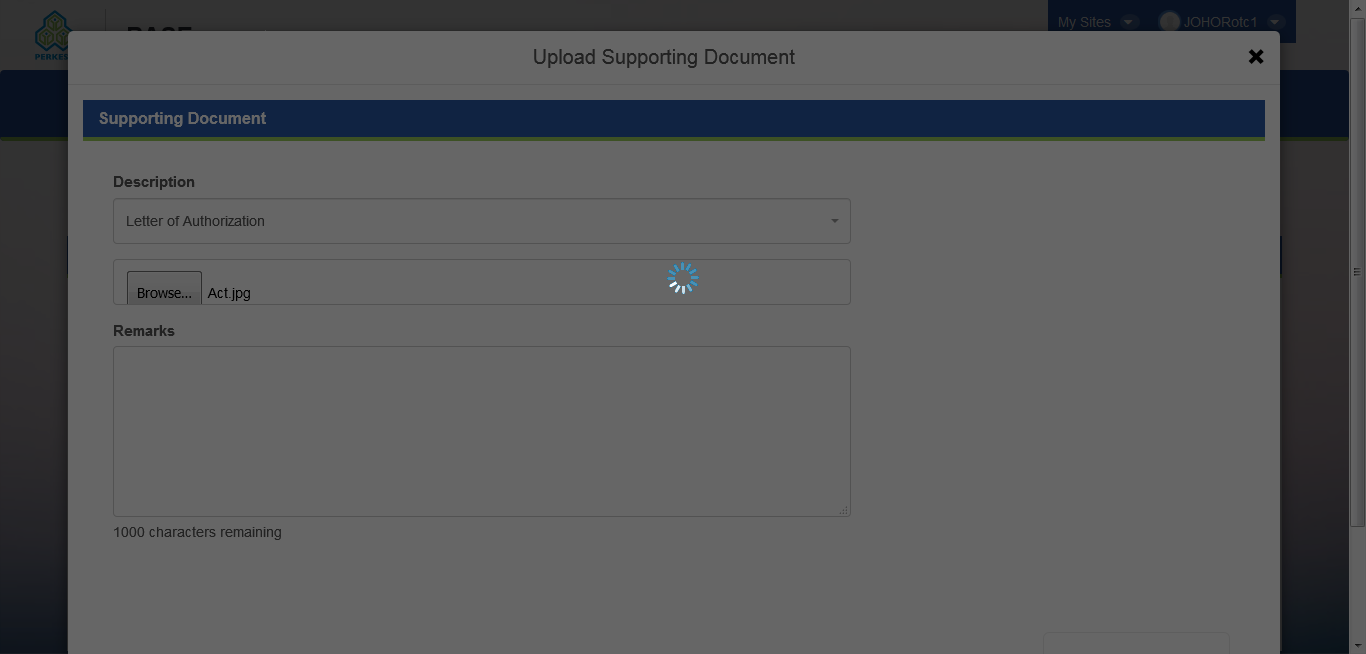 My Sites
JOHORotc1
Upload Supporting Document
Supporting Document
Description
Letter of Authorization
Browse...
Act.jpg
Remarks
1000 characters remaining